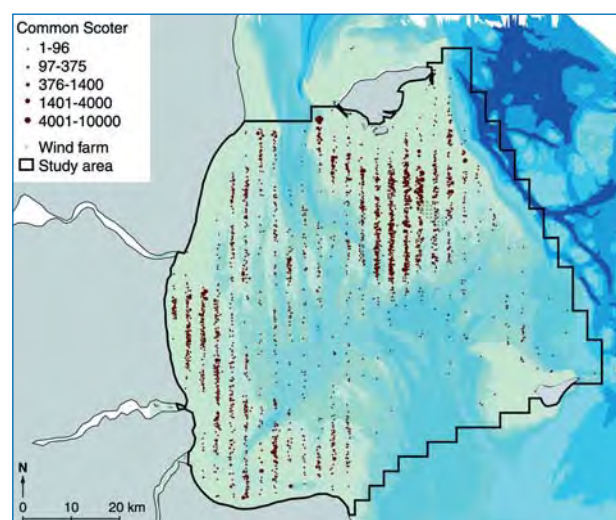 Common Scoter
1-96
97-375
376-1400
1401-4000
4001-10000
Wind farm
Study area
N
0 10 20 km